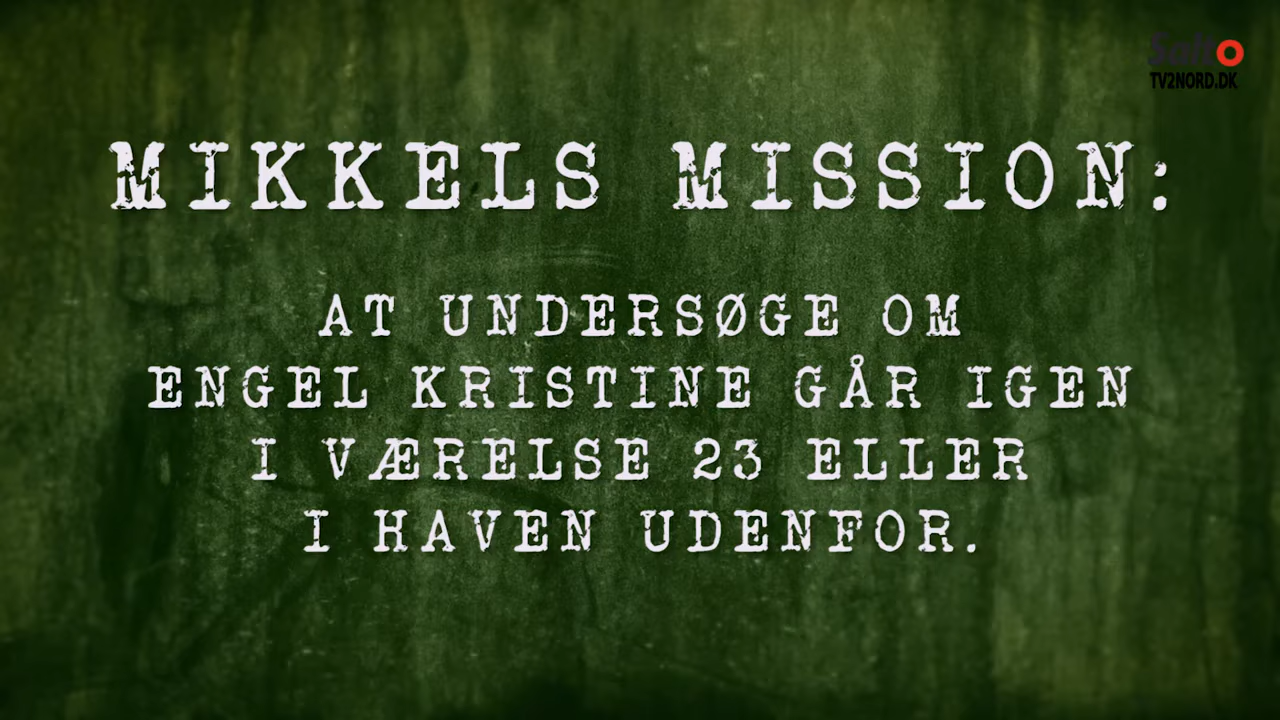 Salto
TV2NORD.DK
MIKKELS MISSION:
AT UNDERSØGE OM
ENGEL KRISTINE GÅR IGEN
I VÆRELSE 23 ELLER
I HAVEN UDENFOR.